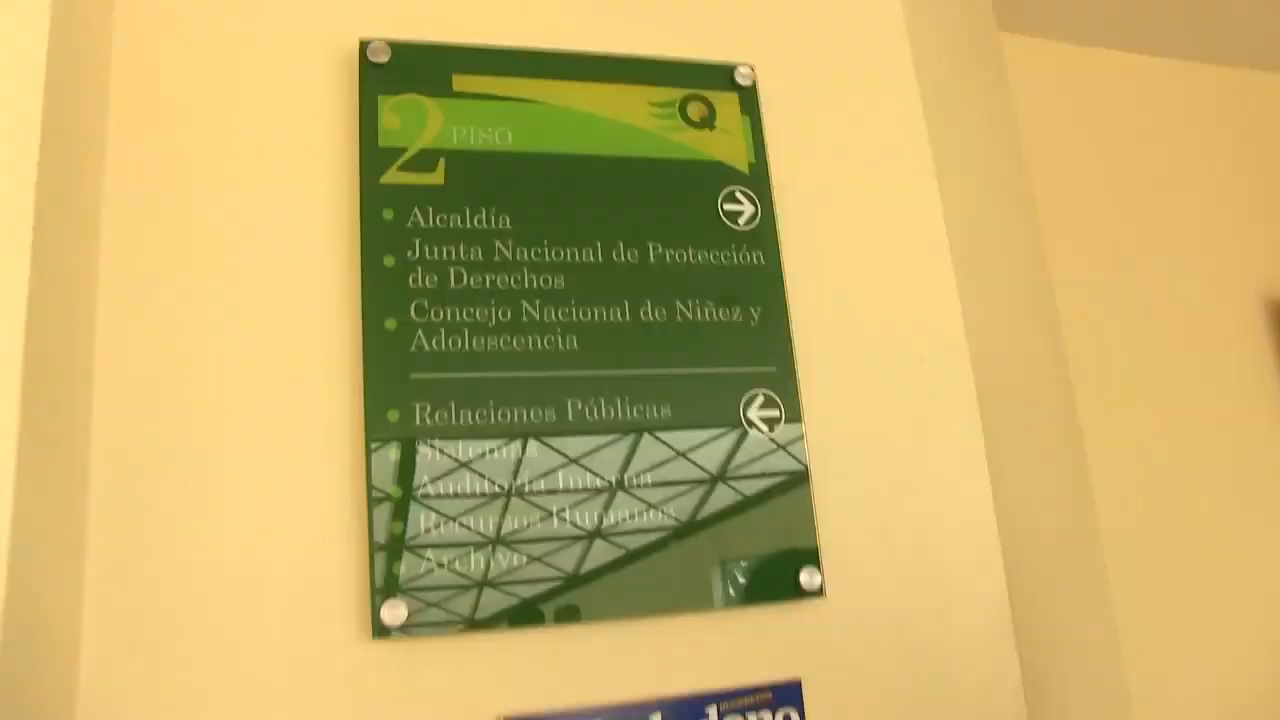 2 PISO
Q
Alcaldía
Junta Nacional de Protección
de Derechos
Concejo Nacional de Niñez y
Adolescencia
Relaciones Públicas
Sistemas
Auditoría Interna
Recursos Humanos
Archivo